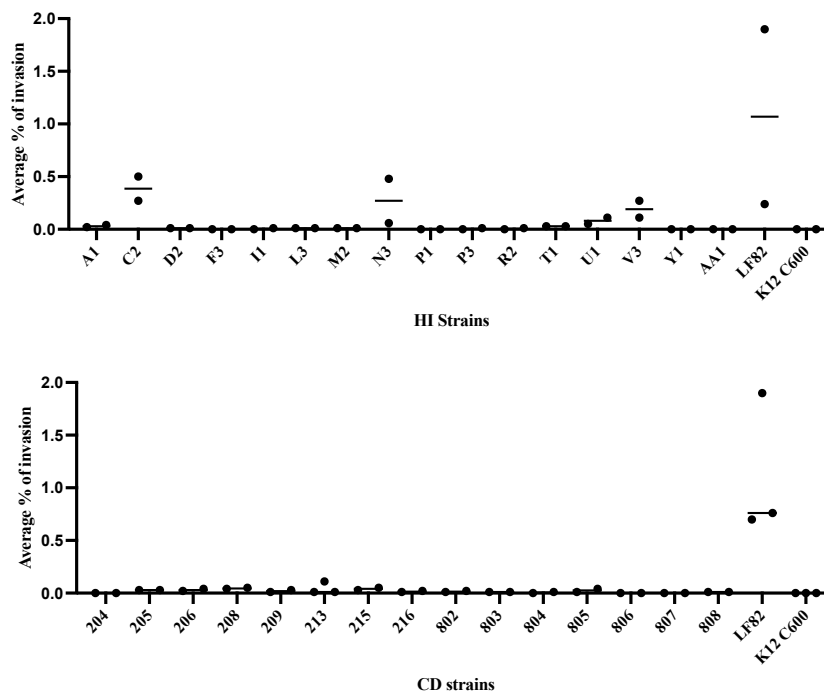 Average % of invasion
2.0
1.5
1.0
0.5
0.0
A1 C2 D2 F3 I1 L3 M2 N3 P1 P3 R2 T1 U1 V3 Y1 AA1 LF82 K12 C600
HI Strains
Average % of invasion
2.0
1.5
1.0
0.5
0.0
204 205 206 208 209 213 215 216 802 803 804 805 806 807 808 LF82 K12 C600
CD strains